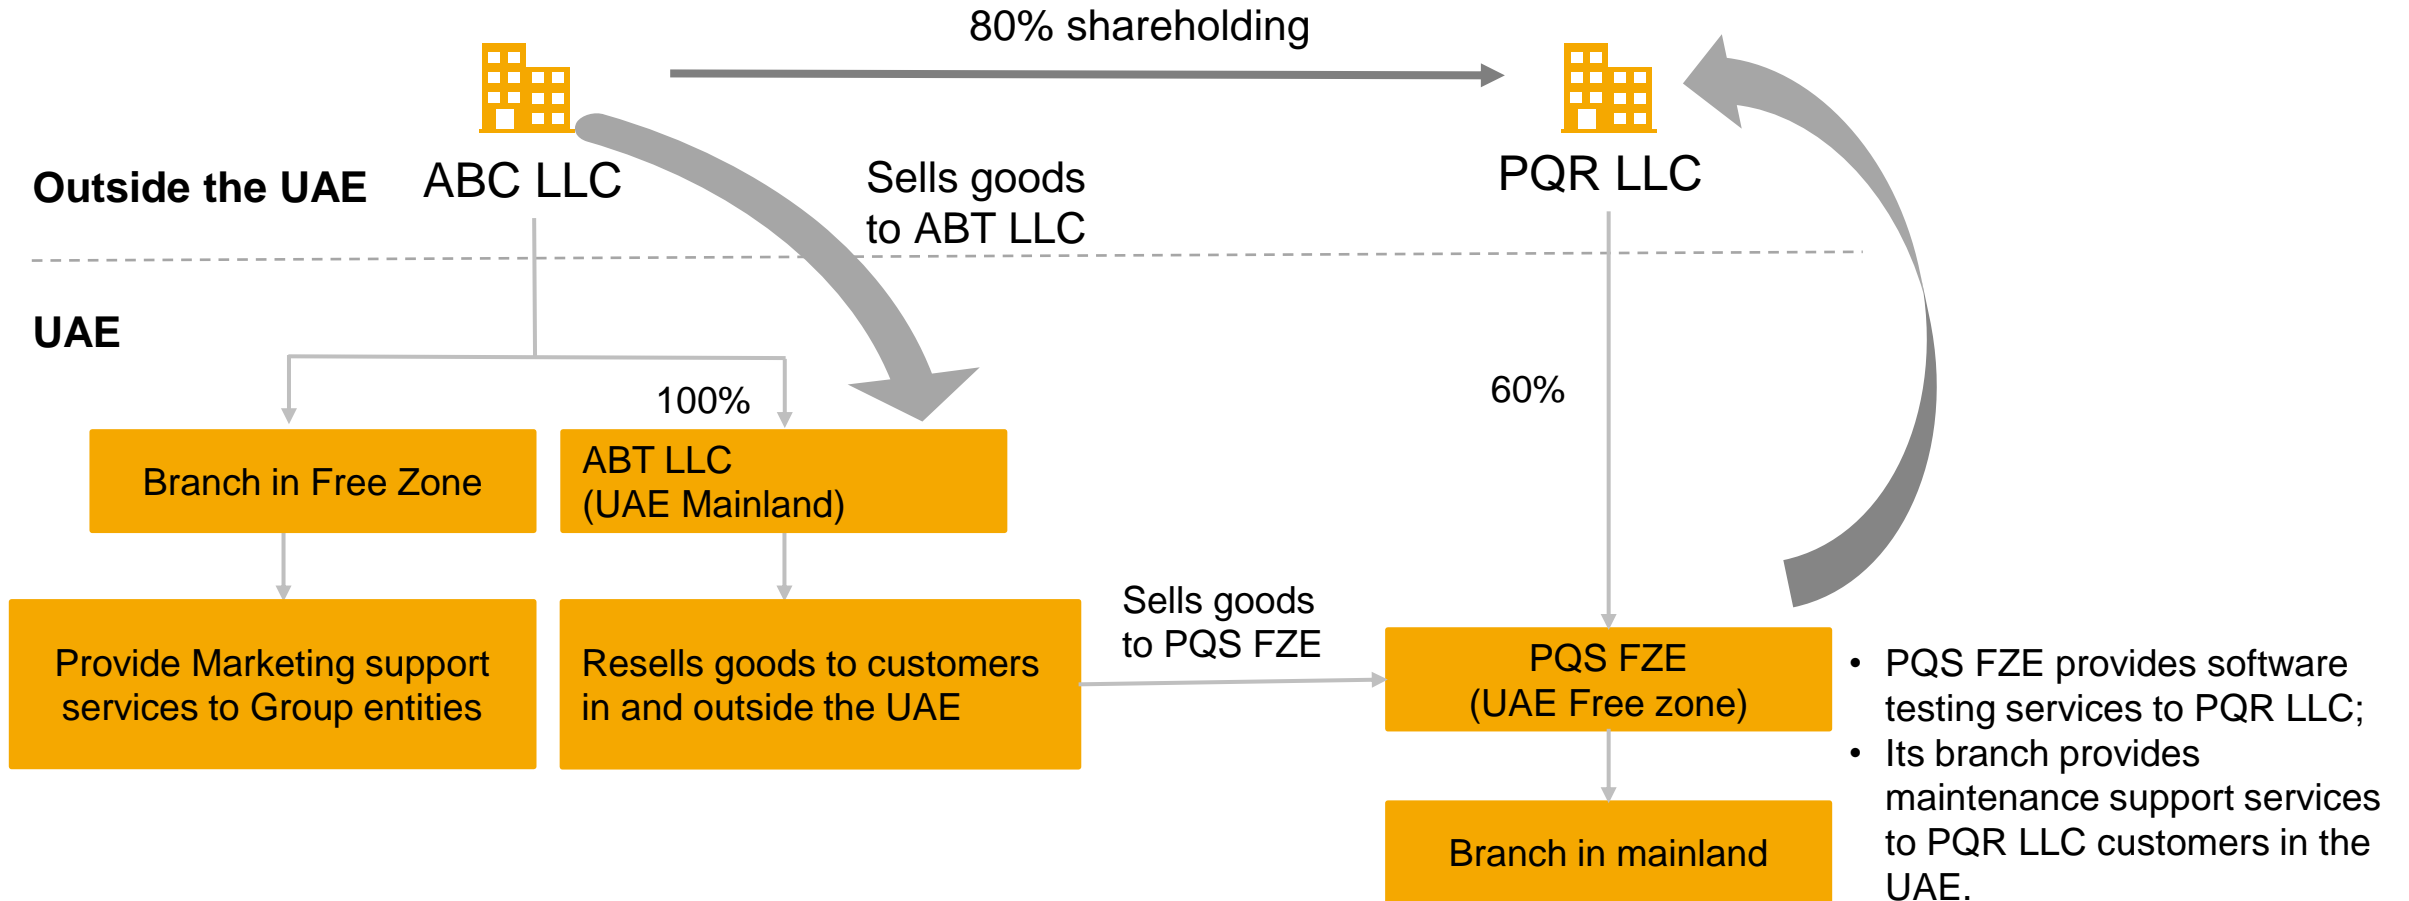 80% shareholding
Outside the UAE
ABC LLC
Sells goods
to ABT LLC
PQR LLC
UAE
100%
60%
Branch in Free Zone
ABT LLC
(UAE Mainland)
Provide Marketing support
services to Group entities
Resells goods to customers
in and outside the UAE
Sells goods
to PQS FZE
PQS FZE
(UAE Free zone)
Branch in mainland
• PQS FZE provides software
testing services to PQR LLC;
• Its branch provides
maintenance support services
to PQR LLC customers in the
UAE.